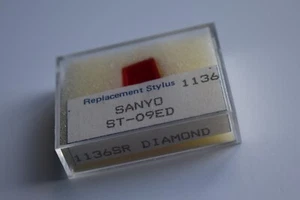 Replacement Stylus 1136
SANYO
ST-09ED
1136SR DIAMOND